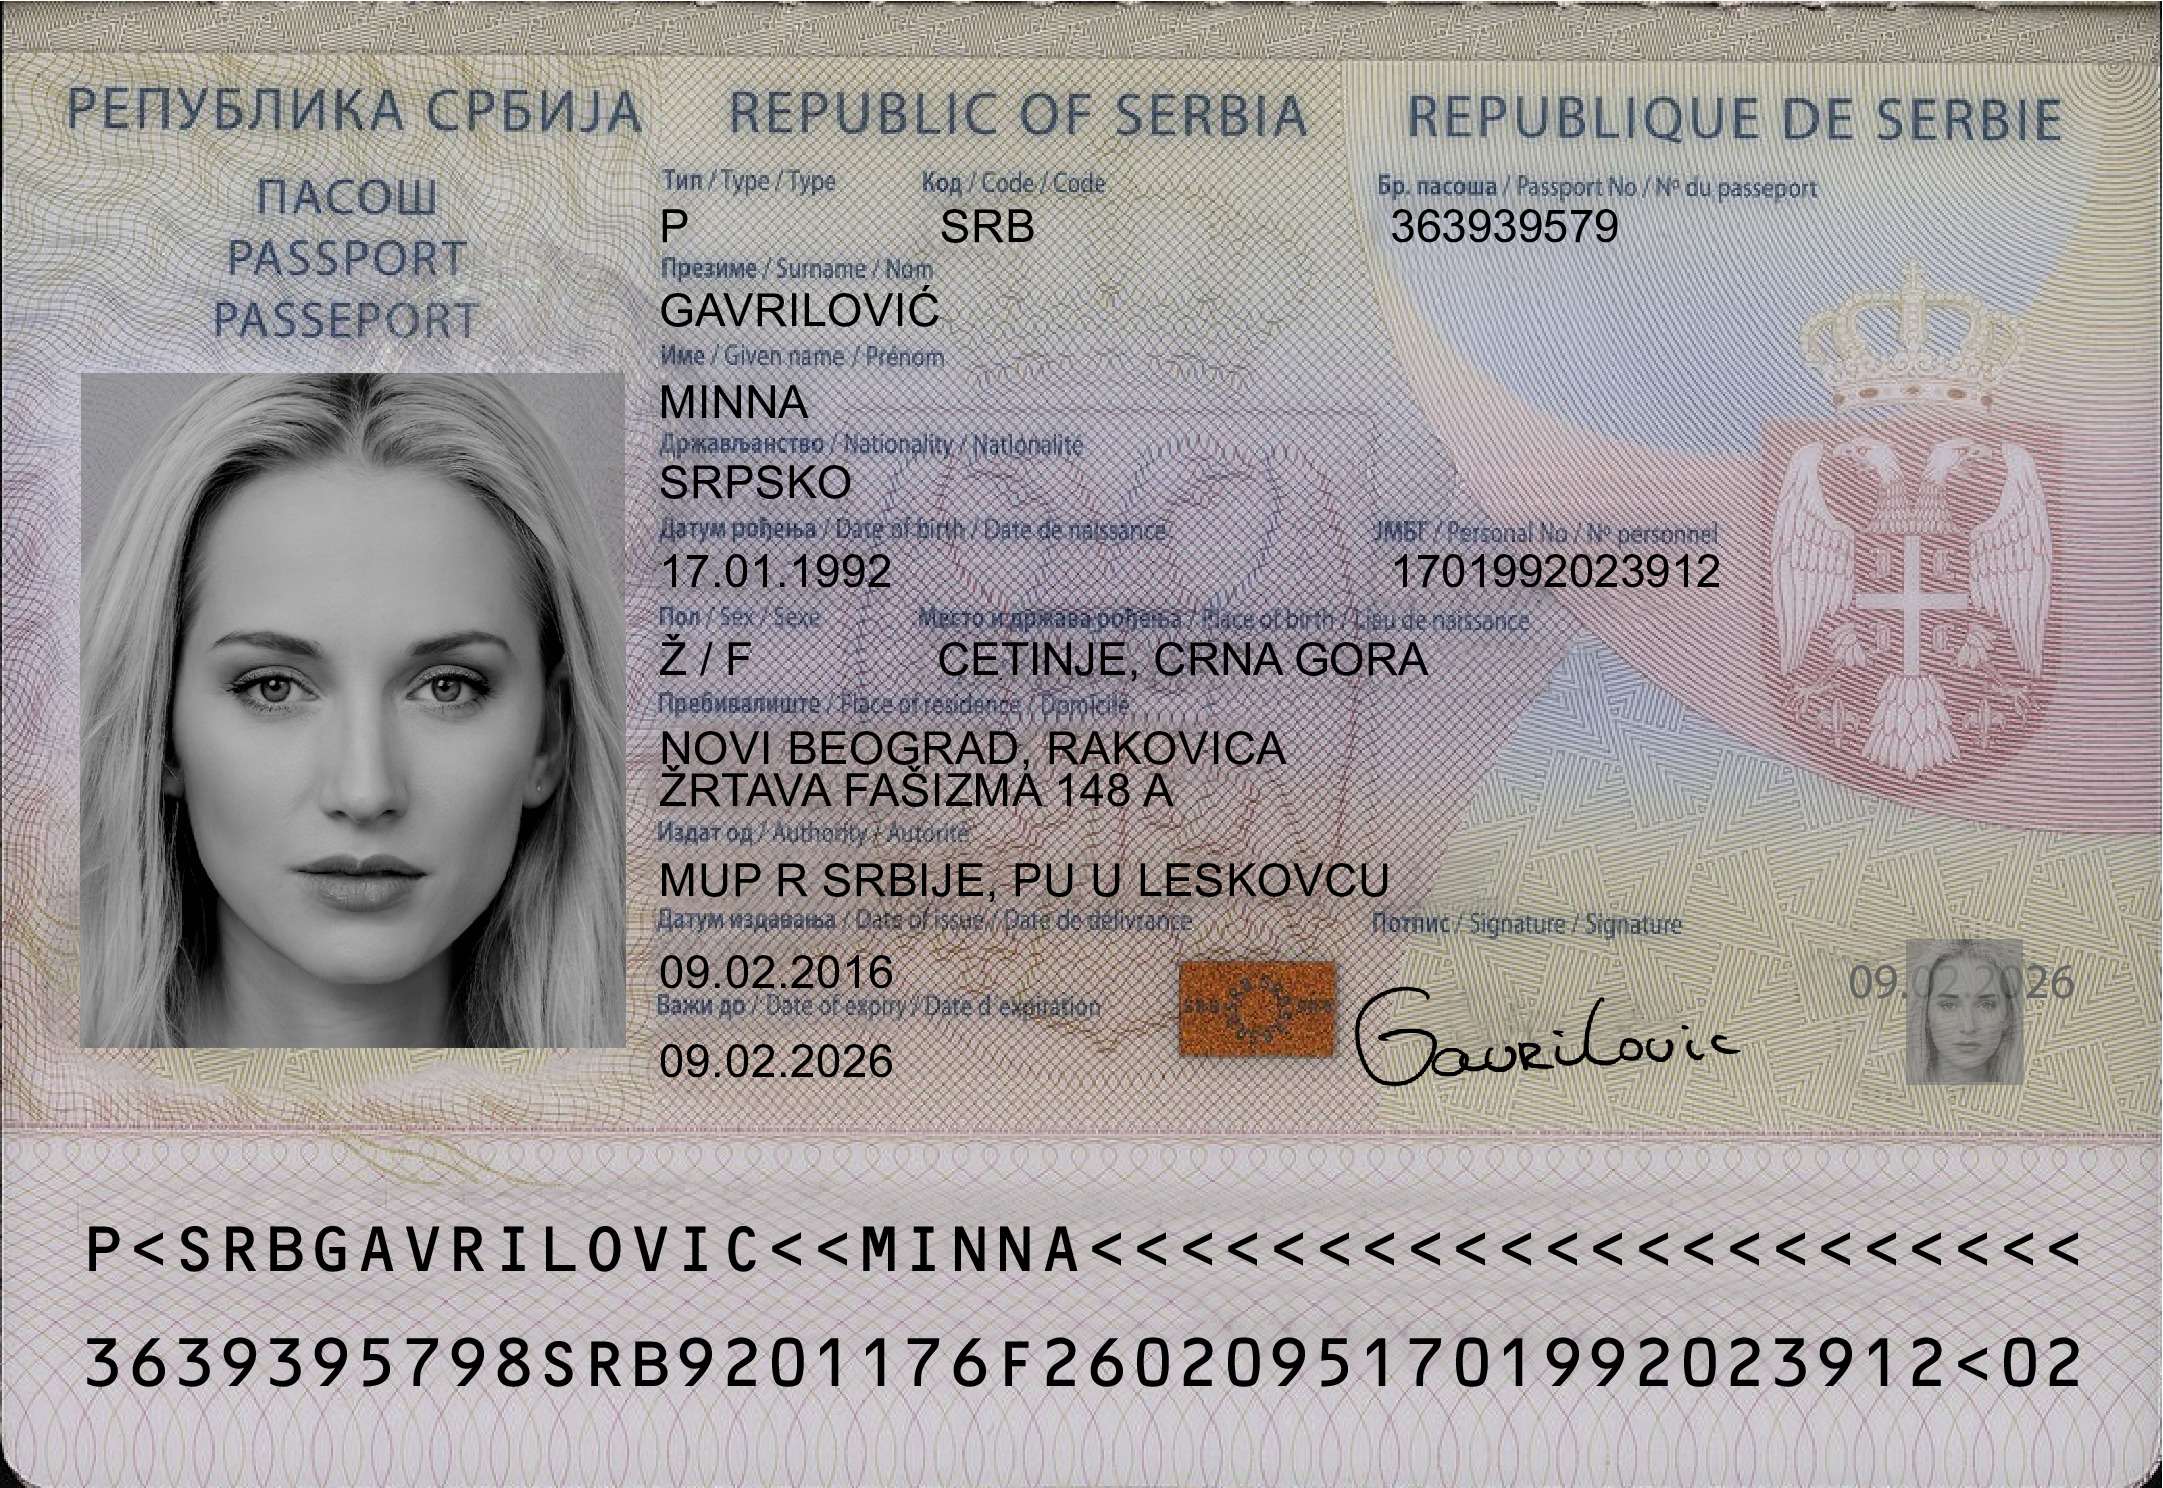 РЕПУБЛИКА СРБИЈА REPUBLIC OF SERBIA REPUBLIQUE DE SERBIE
ПАСОШ
PASSPORT
PASSEPORT
Тип / Type / Type Код / Code / Code Бр. пасоша / Passport No / Nº du passeport
P SRB 363939579
Презиме / Surname / Nom
GAVRILOVIĆ
Име / Given name / Prénom
MINNA
Држављанство / Nationality / Nationalité
SRPSKO
Датум рођења / Date of birth / Date de naissance ЈМБГ / Personal No / Nº personnel
17.01.1992 1701992023912
Пол / Sex / Sexe Место и држава рођења / Place of birth / Lieu de naissance
Ž / F CETINJE, CRNA GORA
Пребивалиште / Place of residence / Domicile
NOVI BEOGRAD, RAKOVICA
ŽRTAVA FAŠIZMA 148 A
Издат од / Authority / Autorité
MUP R SRBIJE, PU U LESKOVCU
Датум издавања / Date of issue / Date de délivrance Потпис / Signature / Signature
09.02.2016 09.02.2026
Важи до / Date of expiry / Date d expiration
09.02.2026 Gavrilovic
P<SRBGAVRILOVIC<<MINNA<<<<<<<<<<<<<<<<<<<<<<
3639395798SRB9201176F26020951701992023912<02